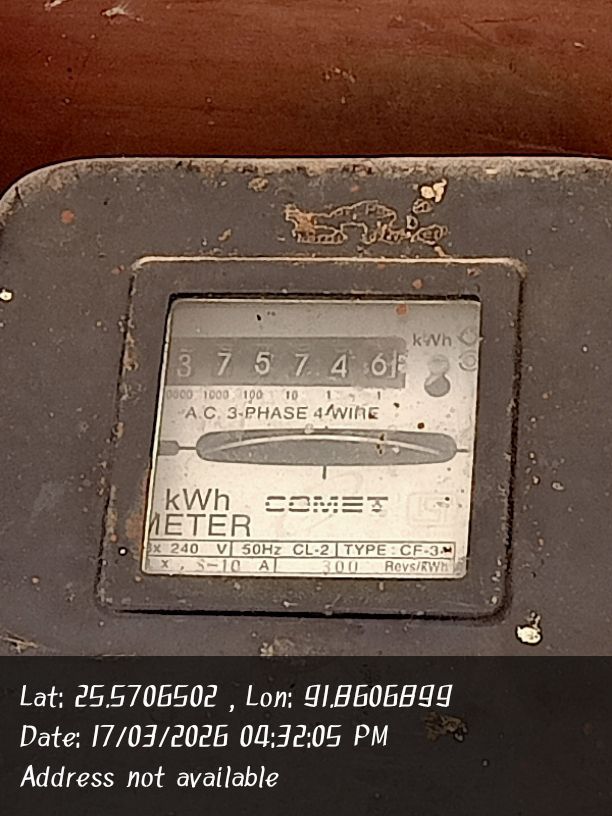 kWh
3 7 5 7 4 6
1000 100 10 1
A.C. 3-PHASE 4 WIRE
kWh COMET
METER
240 V 50Hz CL-2 TYPE : CF-3
5-10 A 300 Revs/KWh
Lat: 25.5706502 , Lon: 91.8606899
Date: 17/03/2026 04:32:05 PM
Address not available